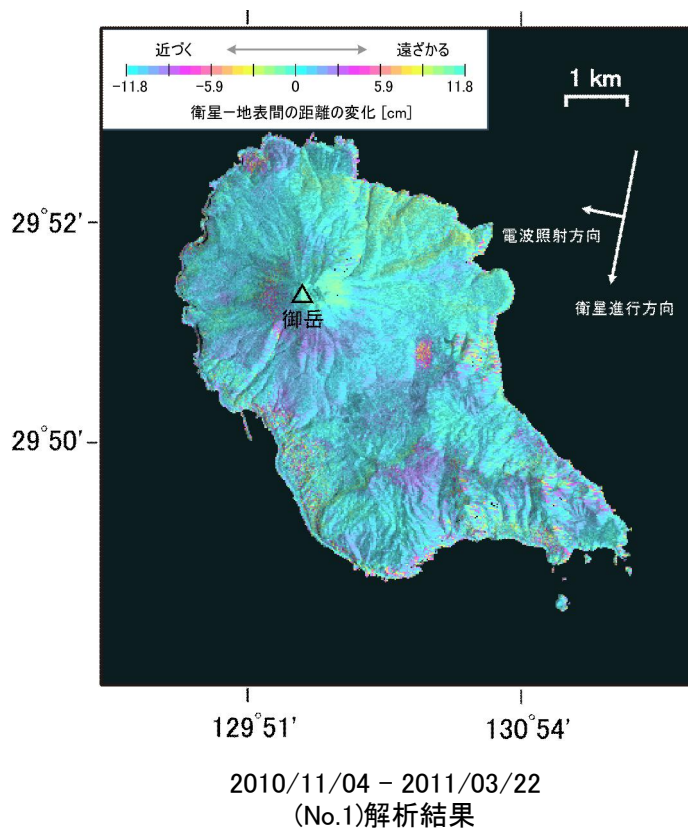 近づく 遠ざかる
-11.8 -5.9 0 5.9 11.8
衛星-地表間の距離の変化 [cm]
1 km
29°52'
電波照射方向
衛星進行方向
御岳
29°50'
129°51' 130°54'
2010/11/04 - 2011/03/22
(No.1)解析結果